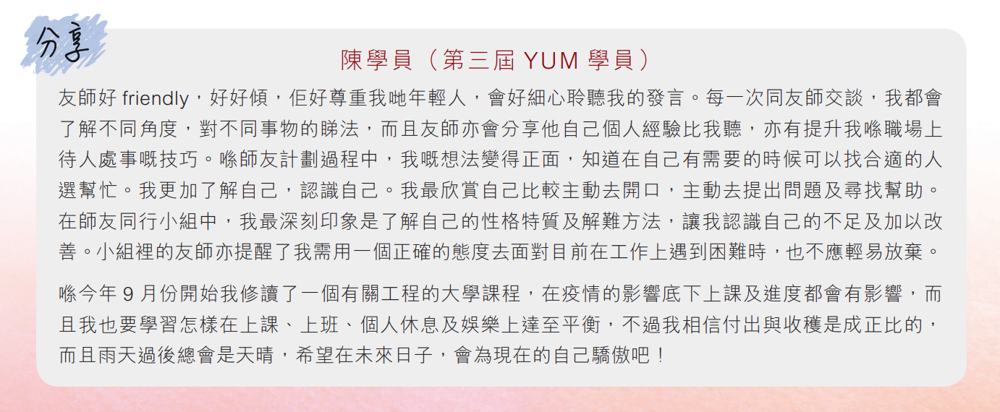 分享
陳學員（第三屆 YUM 學員）
友師好 friendly，好好傾，佢好尊重我哋年輕人，會好細心聆聽我的發言。每一次同友師交談，我都會
了解不同角度，對不同事物的睇法，而且友師亦會分享他自己個人經驗比我聽，亦有提升我喺職場上
待人處事嘅技巧。喺師友計劃過程中，我嘅想法變得正面，知道在自己有需要的時候可以找合適的人
選幫忙。我更加了解自己，認識自己。我最欣賞自己比較主動去開口，主動去提出問題及尋找幫助。
在師友同行小組中，我最深刻印象是了解自己的性格特質及解難方法，讓我認識自己的不足及加以改
善。小組裡的友師亦提醒了我需用一個正確的態度去面對目前在工作上遇到困難時，也不應輕易放棄。
喺今年 9 月份開始我修讀了一個有關工程的大學課程，在疫情的影響底下上課及進度都會有影響，而
且我也要學習怎樣在上課、上班、個人休息及娛樂上達至平衡，不過我相信付出與收穫是成正比的，
而且雨天過後總會是天晴，希望在未來日子，會為現在的自己驕傲吧！